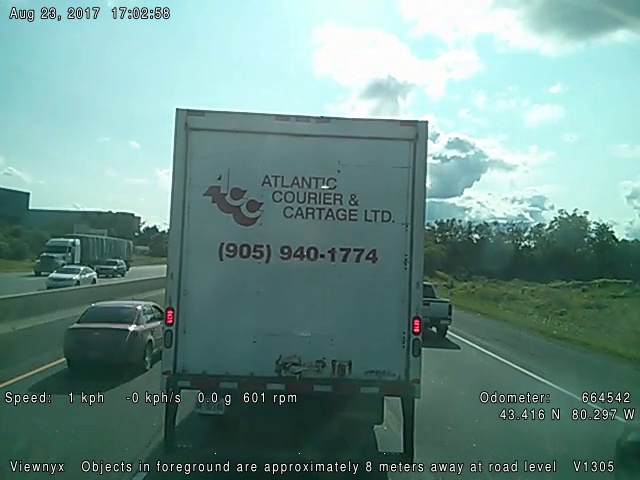 Aug 23, 2017  17:02:58
ATLANTIC
COURIER &
CARTAGE LTD.
(905) 940-1774
Speed:   1 kph   -0 kph/s  0.0 g  601 rpm   Odometer:   664542
43.416 N  80.297 W
Viewnyx   Objects in foreground are approximately 8 meters away at road level   V1305